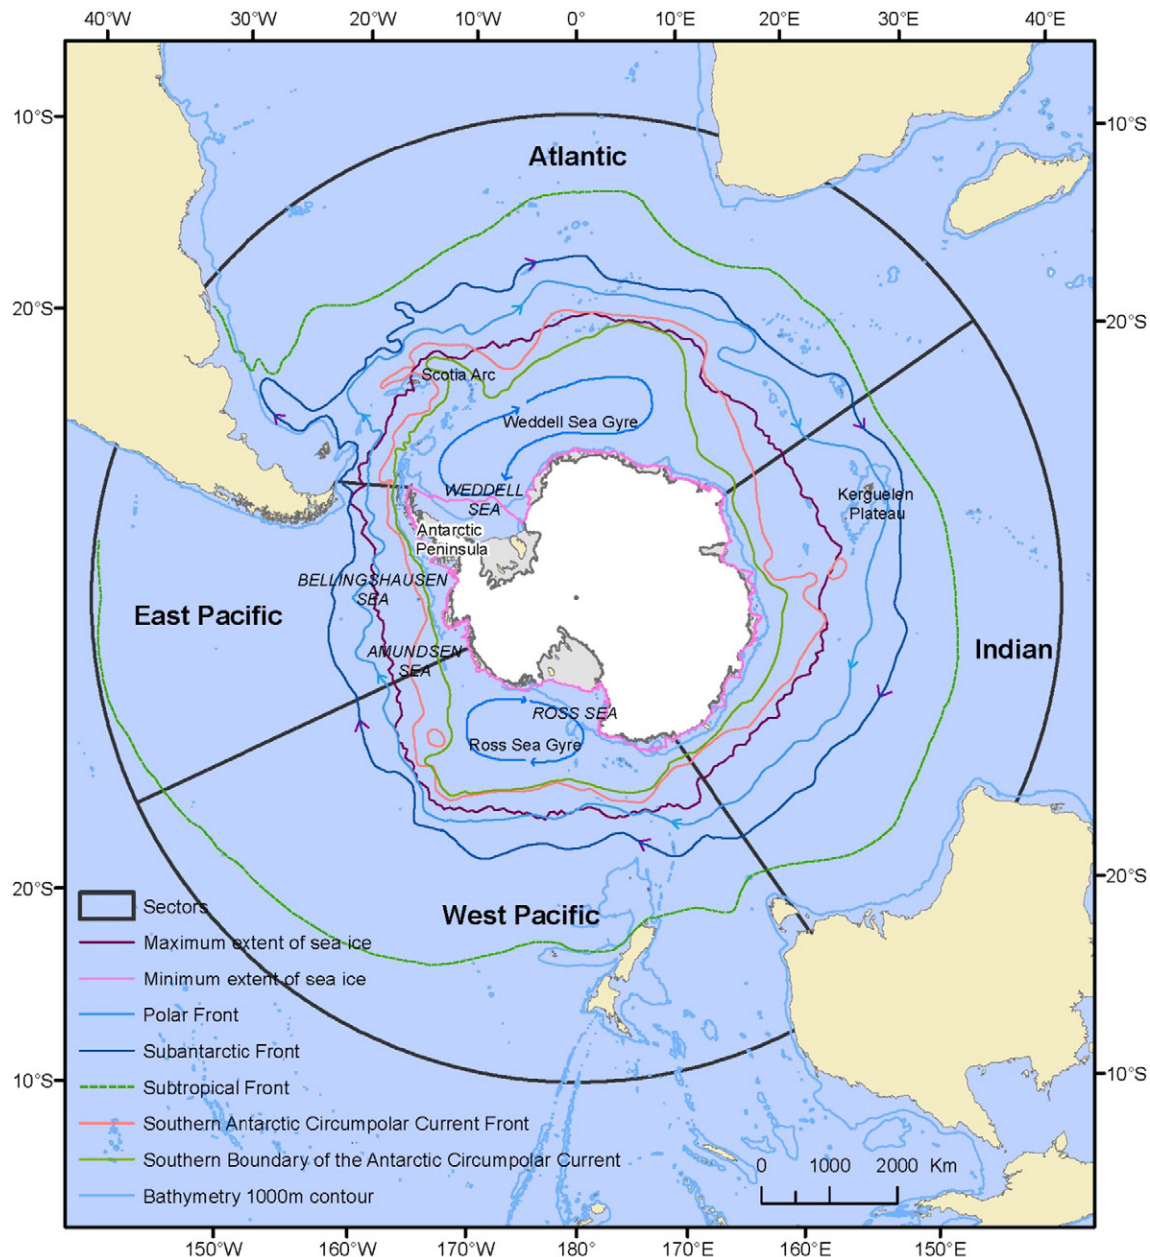 40°W 30°W 20°W 10°W 0° 10°E 20°E 30°E 40°E
10°S 10°S
Atlantic
20°S 20°S
Scotia Arc
Weddell Sea Gyre
WEDDELL
SEA
Kerguelen
Plateau
Antarctic
Peninsula
BELLINGSHAUSEN
SEA
East Pacific
Indian
AMUNDSEN
SEA
ROSS SEA
Ross Sea Gyre
20°S 20°S
West Pacific
Sectors
Maximum extent of sea ice
Minimum extent of sea ice
Polar Front
Subantarctic Front
10°S 10°S
Subtropical Front
Southern Antarctic Circumpolar Current Front
Southern Boundary of the Antarctic Circumpolar Current
Bathymetry 1000m contour
0 1000 2000 Km
150°W 160°W 170°W 180° 170°E 160°E 150°E